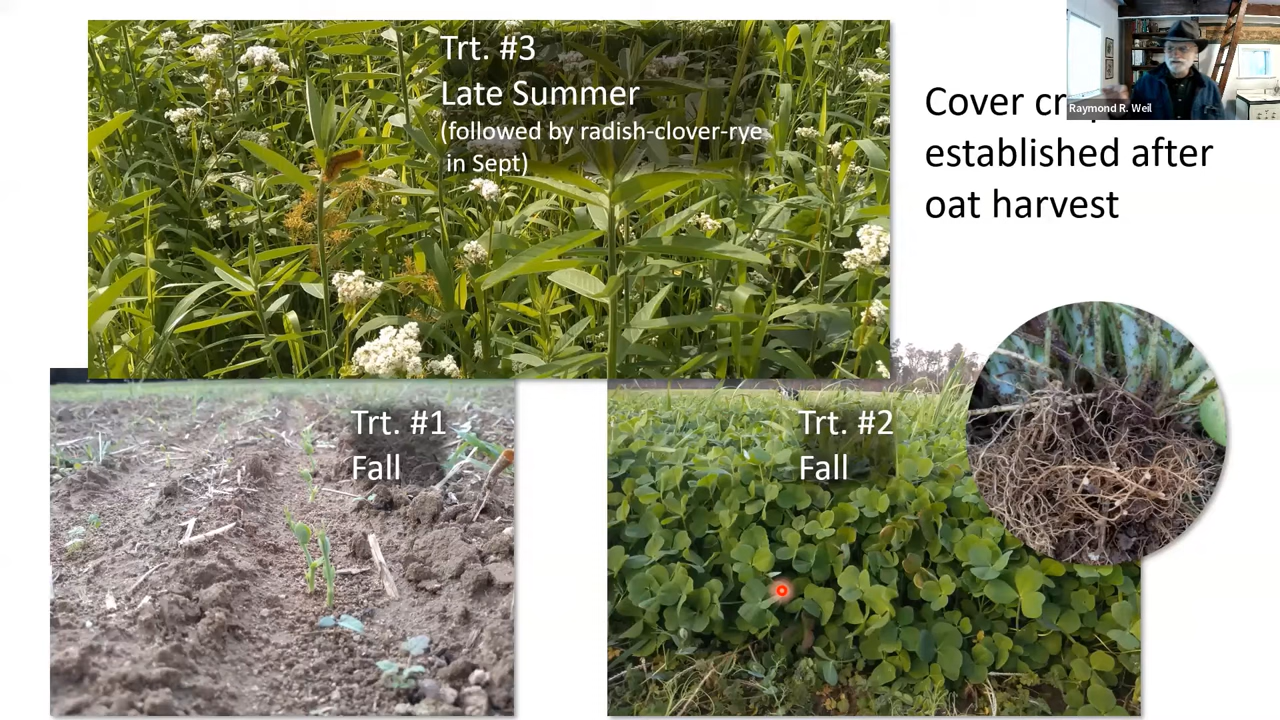 Trt. #3
Late Summer
(followed by radish-clover-rye
in Sept)
Raymond R. Weil
Cover
established after
oat harvest
Trt. #1
Fall
Trt. #2
Fall